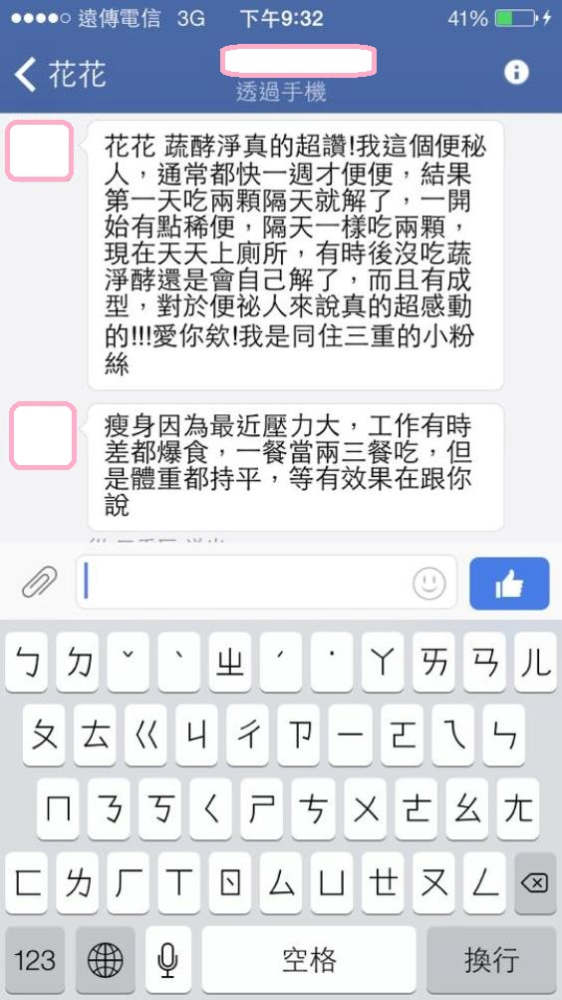 遠傳電信 3G 下午9:32 41%
花花
透過手機
花花 蔬酵淨真的超讚!我這個便秘
人，通常都快一週才便便，結果
第一天吃兩顆隔天就解了，一開
始有點稀便，隔天一樣吃兩顆，
現在天天上廁所，有時後沒吃蔬
淨酵還是會自己解了，而且有成
型，對於便祕人來說真的超感動
的!!!愛你欸!我是同住三重的小粉
絲
瘦身因為最近壓力大，工作有時
差都爆食，一餐當兩三餐吃，但
是體重都持平，等有效果在跟你
說
ㄅ ㄉ ˇ ˋ ㄓ ˊ ˙ ㄚ ㄞ ㄢ ㄦ
ㄆ ㄊ ㄍ ㄐ ㄔ ㄗ 一 ㄛ ㄟ ㄣ
ㄇ ㄋ ㄎ ㄑ ㄕ ㄘ ㄨ ㄜ ㄠ ㄤ
ㄈ ㄌ ㄏ ㄒ ㄖ ㄙ ㄩ ㄝ ㄡ ㄥ
123 空格 換行